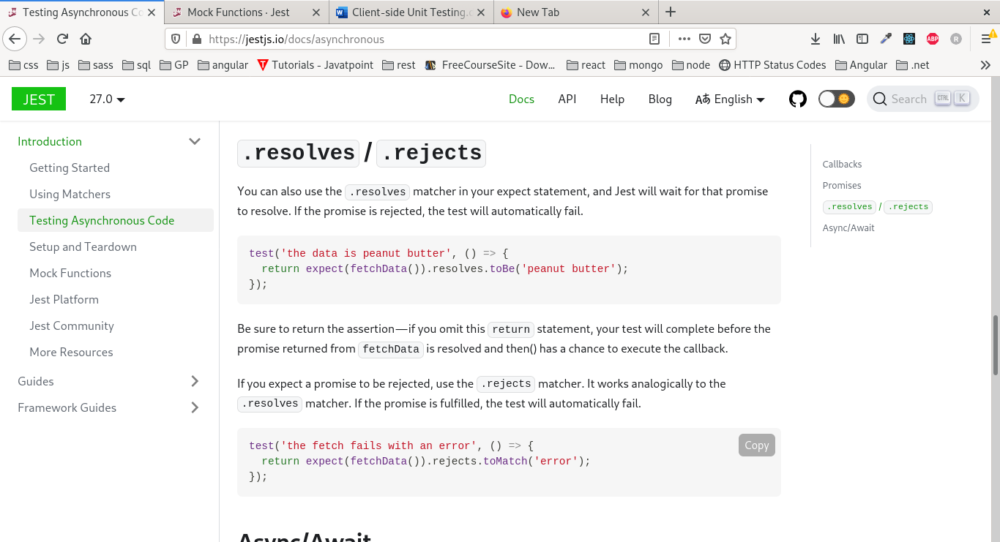 Testing Asynchronous Co
Mock Functions · Jest
Client-side Unit Testing.c
New Tab
https://jestjs.io/docs/asynchronous
ABP
R
css
js
sass
sql
GP
angular
Tutorials - Javatpoint
rest
FreeCourseSite - Dow…
react
mongo
node
HTTP Status Codes
Angular
.net
JEST
27.0
Docs
API
Help
Blog
English
Search
CTRL
K
Introduction
Getting Started
Using Matchers
Testing Asynchronous Code
Setup and Teardown
Mock Functions
Jest Platform
Jest Community
More Resources
Guides
Framework Guides
.resolves / .rejects
You can also use the .resolves matcher in your expect statement, and Jest will wait for that promise
to resolve. If the promise is rejected, the test will automatically fail.
test('the data is peanut butter', () => {
  return expect(fetchData()).resolves.toBe('peanut butter');
});
Be sure to return the assertion—if you omit this return statement, your test will complete before the
promise returned from fetchData is resolved and then() has a chance to execute the callback.
If you expect a promise to be rejected, use the .rejects matcher. It works analogically to the
.resolves matcher. If the promise is fulfilled, the test will automatically fail.
test('the fetch fails with an error', () => {
  return expect(fetchData()).rejects.toMatch('error');
});
Copy
Async/Await
Callbacks
Promises
.resolves / .rejects
Async/Await